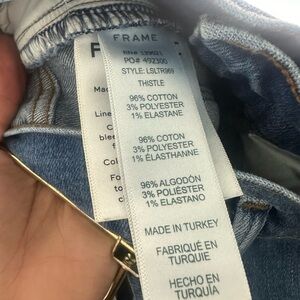 FRAME
PO# 492300
STYLE: LSLTR969
THISTLE
96% COTTON
3% POLYESTER
1% ELASTANE
96% COTON
3% POLYESTER
1% ÉLASTHANNE
96% ALGODÓN
3% POLIÉSTER
1% ELASTANO
MADE IN TURKEY
FABRIQUÉ EN
TURQUIE
HECHO EN
TURQUÍA